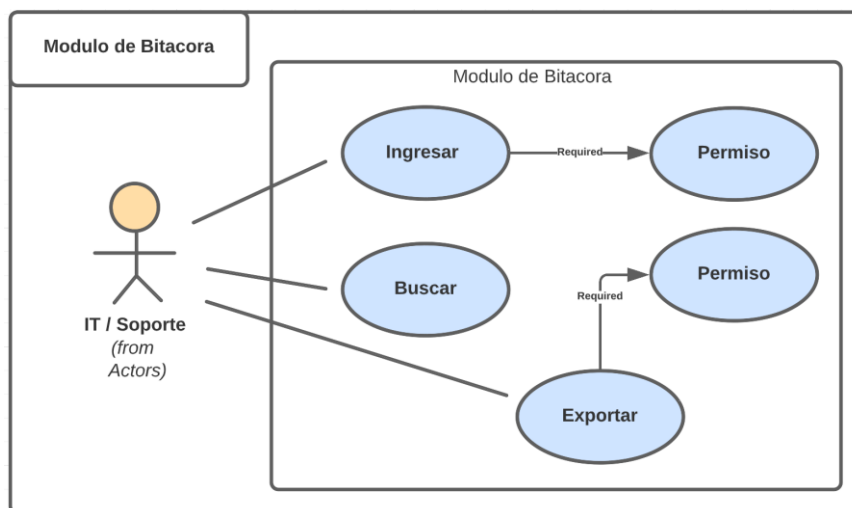 Modulo de Bitacora
Modulo de Bitacora
Ingresar
Required
Permiso
Buscar
Permiso
Required
IT / Soporte
(from
Actors)
Exportar